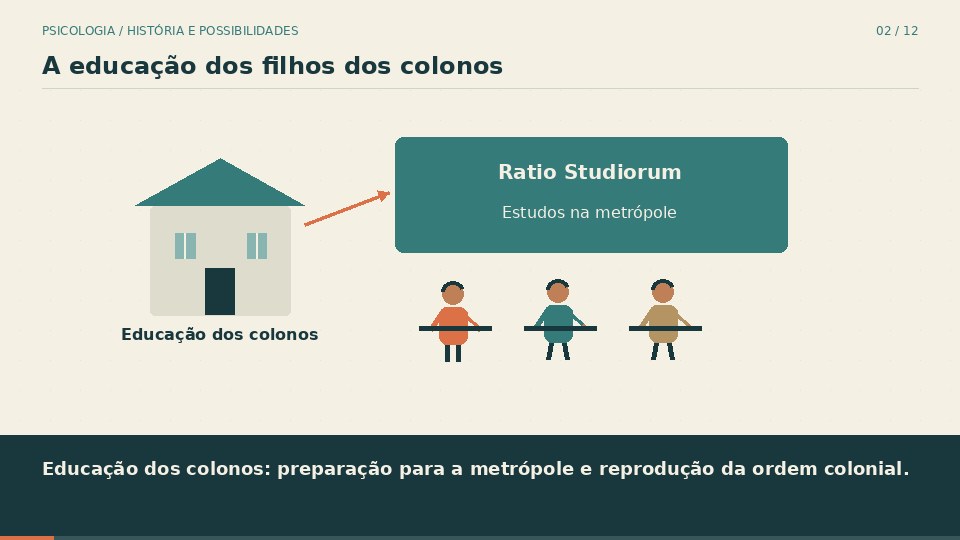 PSICOLOGIA / HISTÓRIA E POSSIBILIDADES
02 / 12
A educação dos filhos dos colonos
Ratio Studiorum
Estudos na metrópole
Educação dos colonos
Educação dos colonos: preparação para a metrópole e reprodução da ordem colonial.